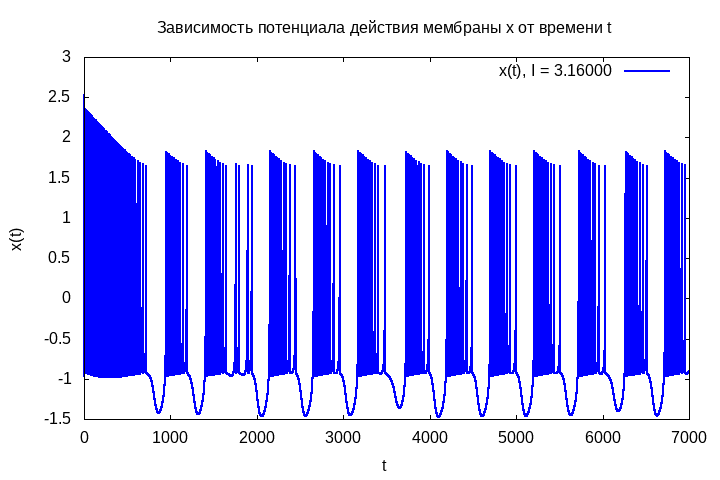 Зависимость потенциала действия мембраны x от времени t
x(t), I = 3.16000
3
2.5
2
1.5
1
0.5
0
-0.5
-1
-1.5
x(t)
0 1000 2000 3000 4000 5000 6000 7000
t